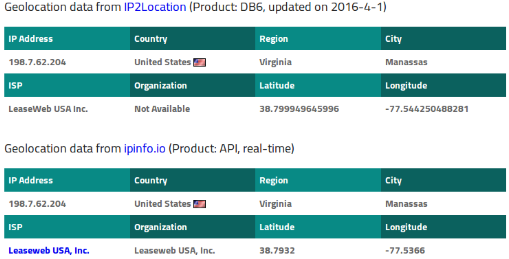 Geolocation data from IP2Location (Product: DB6, updated on 2016-4-1)
IP Address Country Region City
198.7.62.204 United States Virginia Manassas
ISP Organization Latitude Longitude
LeaseWeb USA Inc. Not Available 38.799949645996 -77.544250488281
Geolocation data from ipinfo.io (Product: API, real-time)
IP Address Country Region City
198.7.62.204 United States Virginia Manassas
ISP Organization Latitude Longitude
Leaseweb USA, Inc. Leaseweb USA, Inc. 38.7932 -77.5366